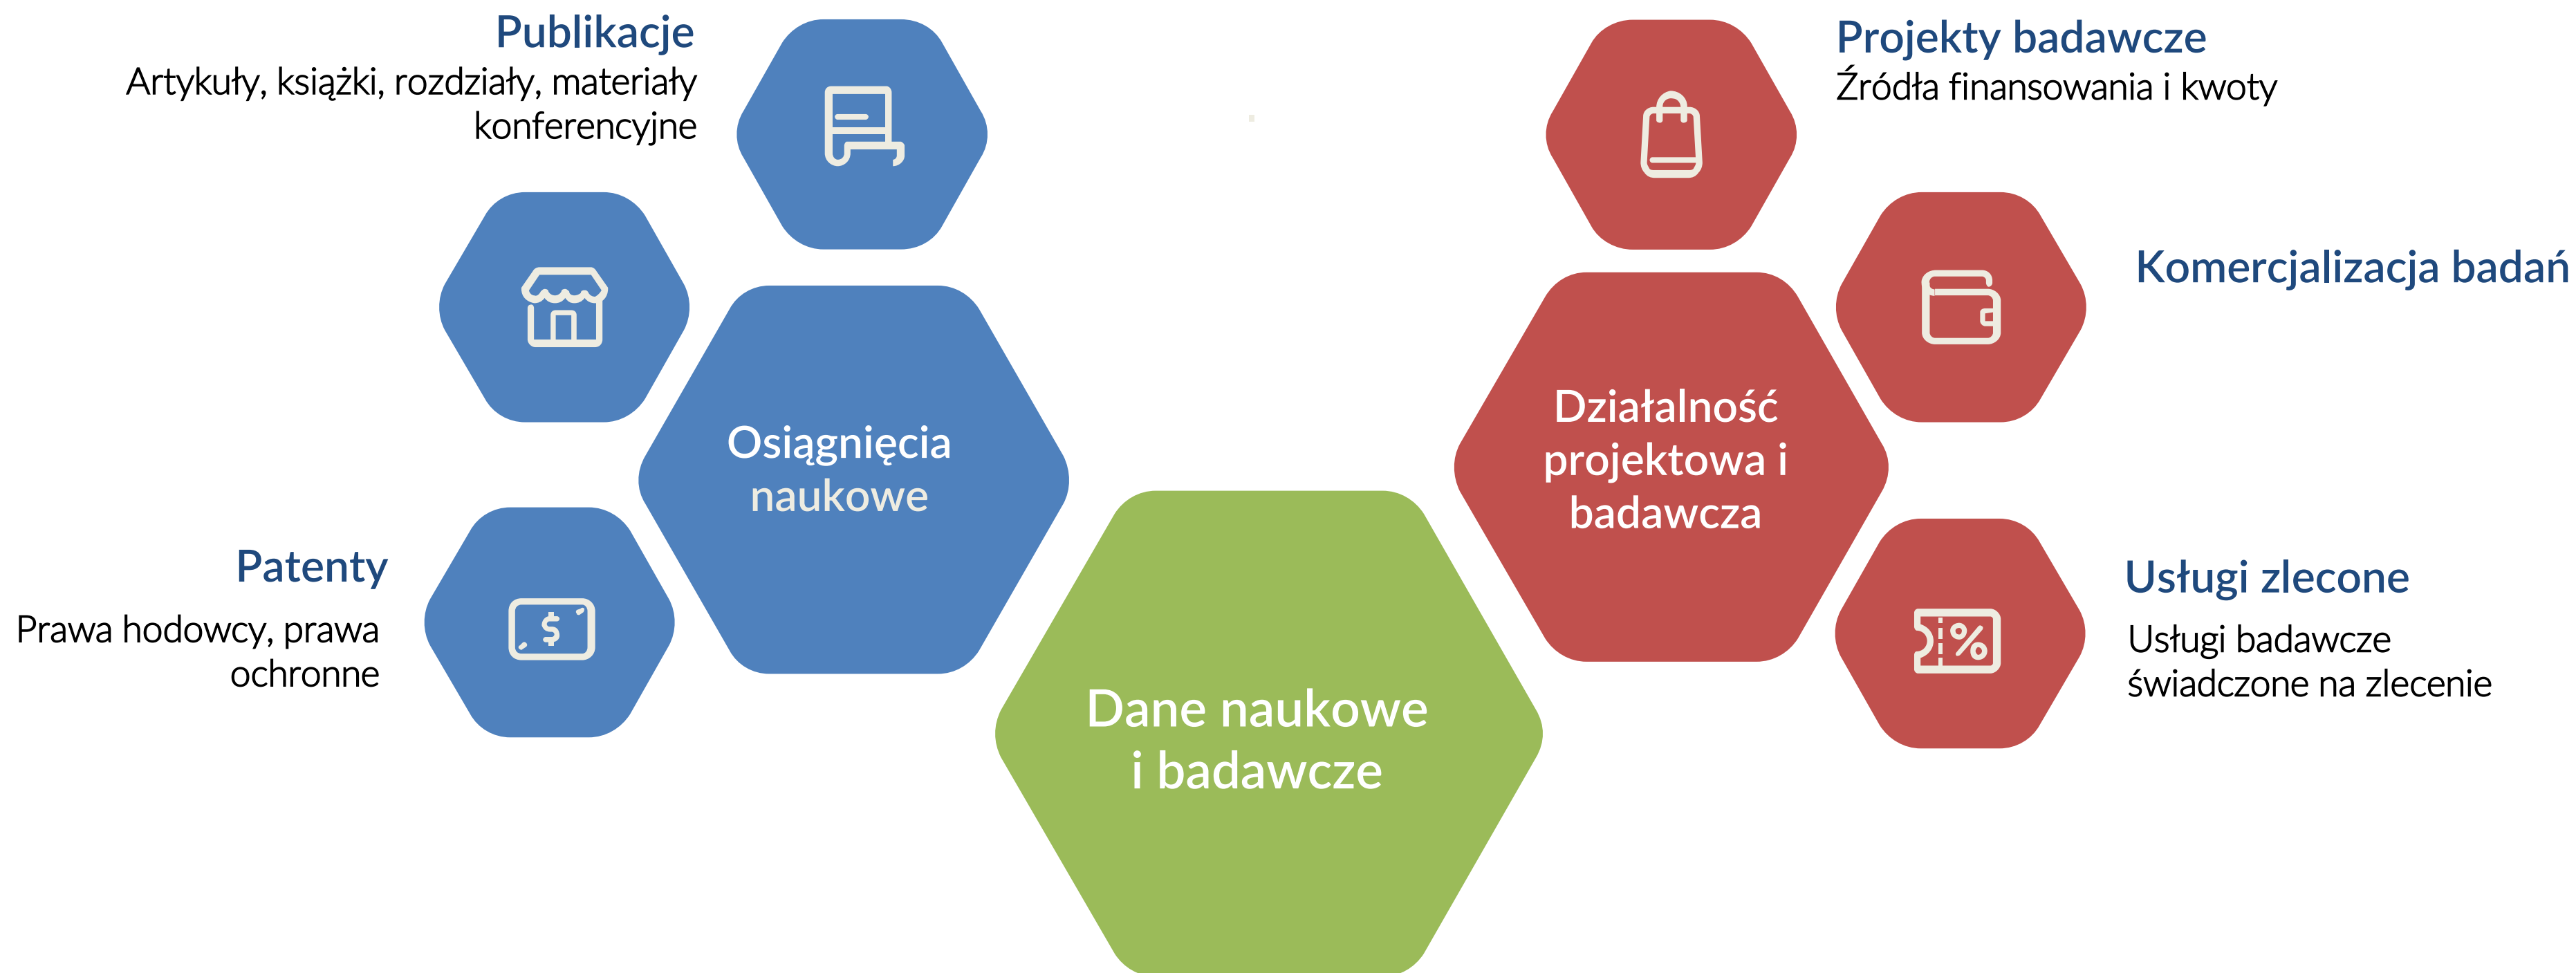 Publikacje
Artykuły, książki, rozdziały, materiały
konferencyjne
Projekty badawcze
Źródła finansowania i kwoty
Komercjalizacja badań
Osiągnięcia
naukowe
Działalność
projektowa i
badawcza
Patenty
Prawa hodowcy, prawa
ochronne
$
Usługi zlecone
Usługi badawcze
świadczone na zlecenie
%
Dane naukowe
i badawcze